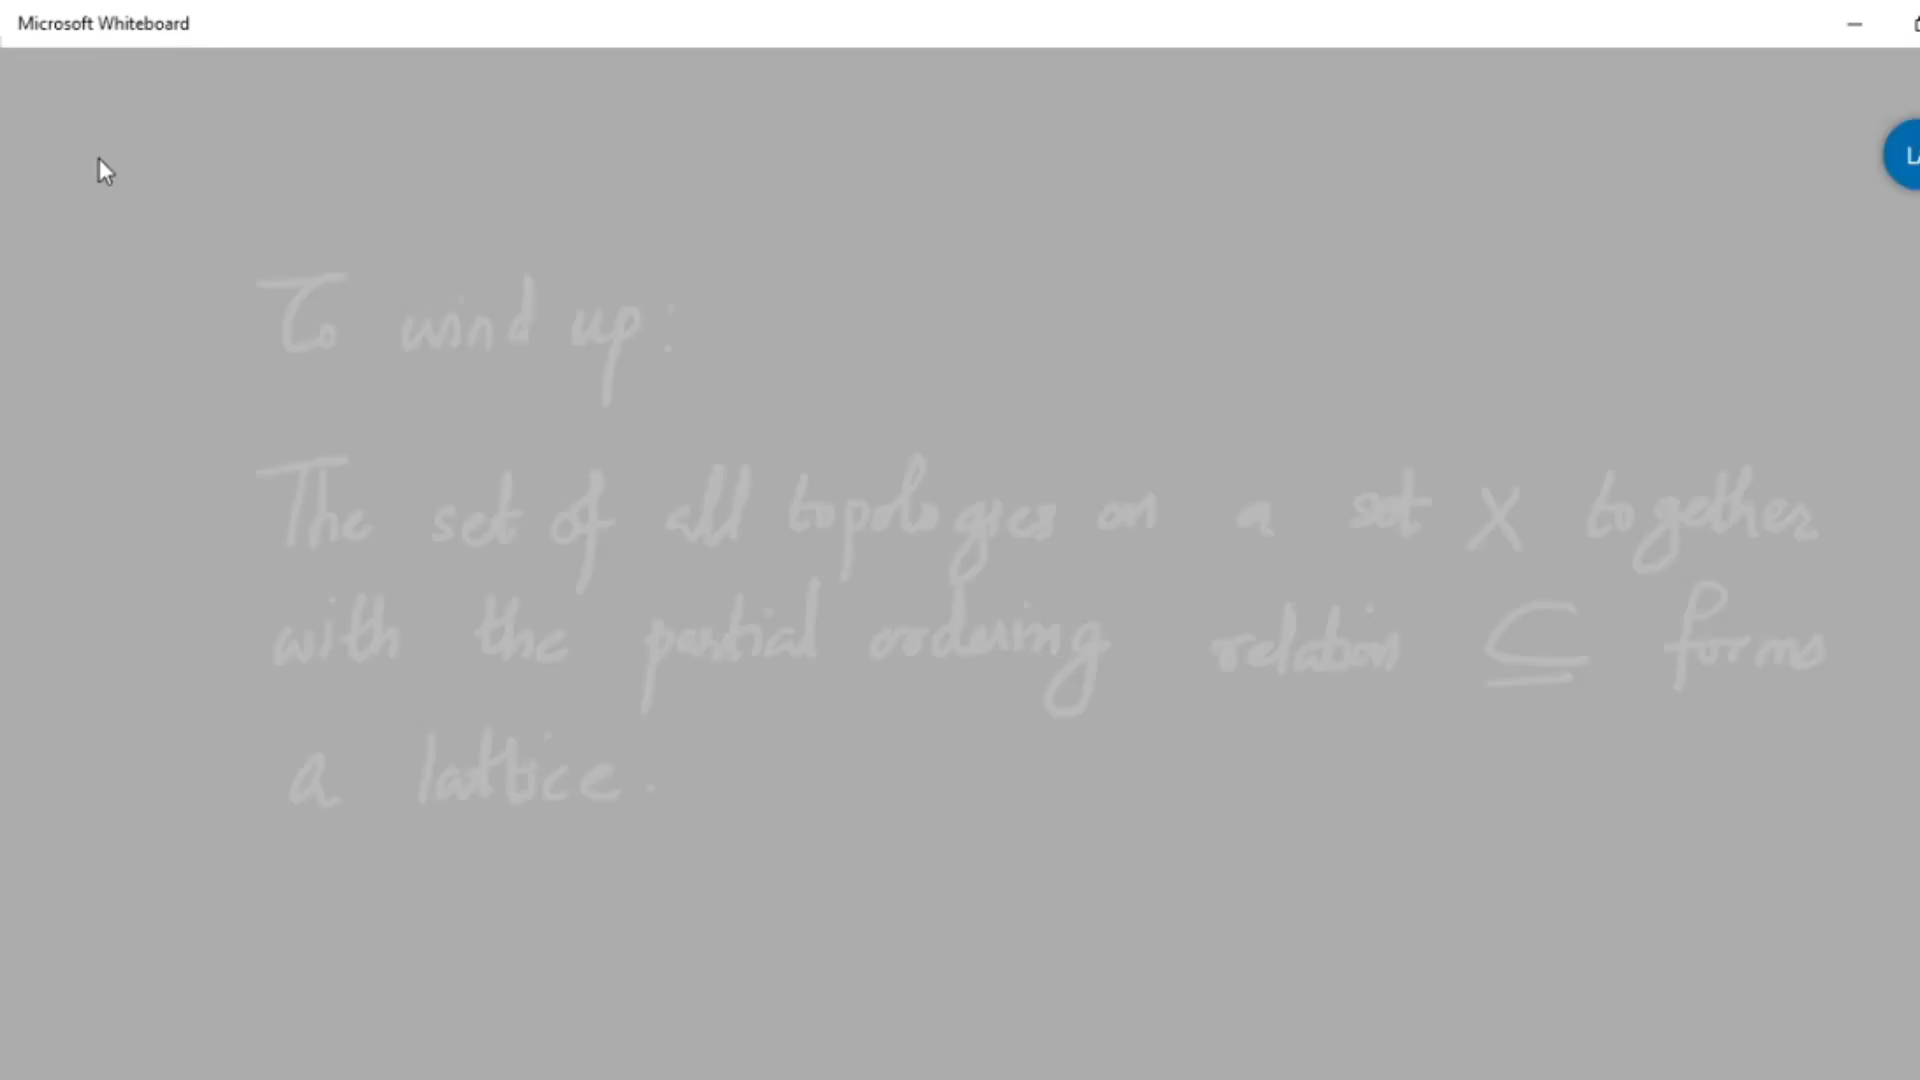 Microsoft Whiteboard
To wind up:
The set of all topologies on a set X together
with the partial ordering relation ⊆ forms
a lattice.